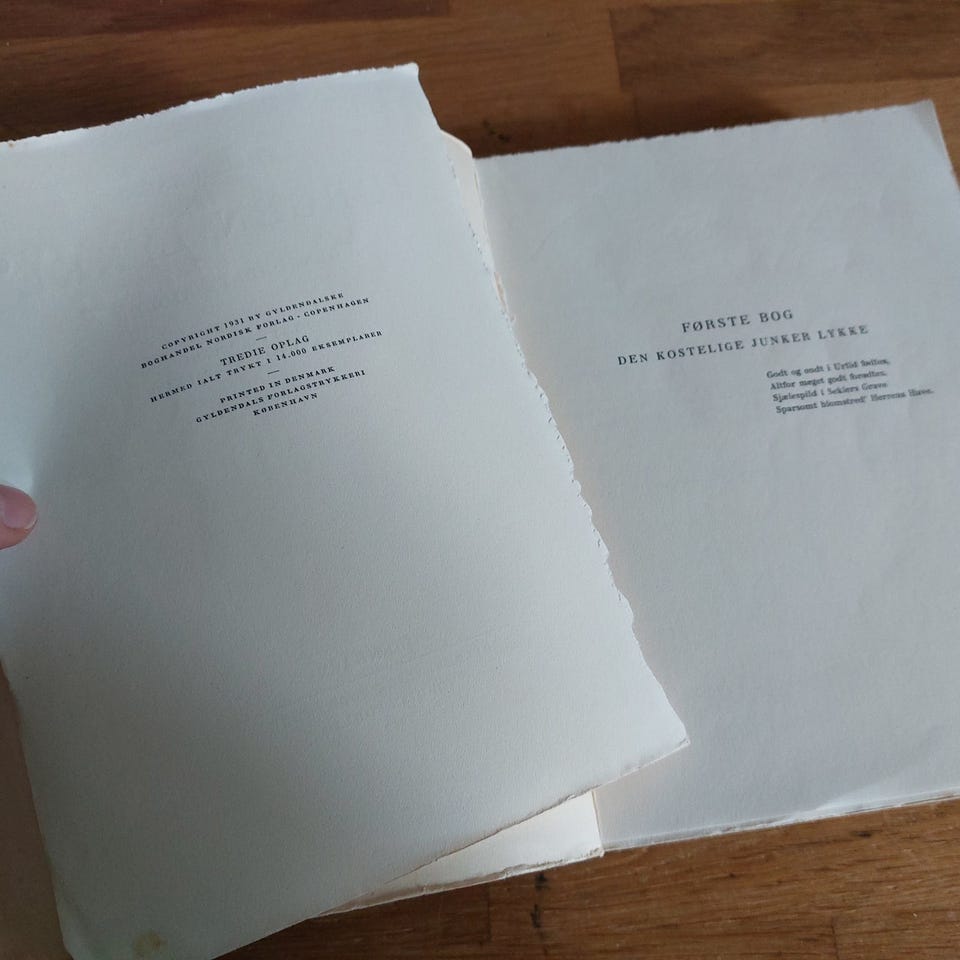 COPYRIGHT 1931 BY GYLDENDALSKE
BOGHANDEL NORDISK FORLAG · COPENHAGEN
—
TREDIE OPLAG
HERMED IALT TRYKT I 14.000 EKSEMPLARER
—
PRINTED IN DENMARK
GYLDENDALS FORLAGSTRYKKERI
KØBENHAVN
FØRSTE BOG
DEN KOSTELIGE JUNKER LYKKE
Godt og ondt i Urtid fødtes,
Altfor meget godt forødtes,
Sjælespild i Seklers Grave
Sparsomt blomstred' Herrens Have.